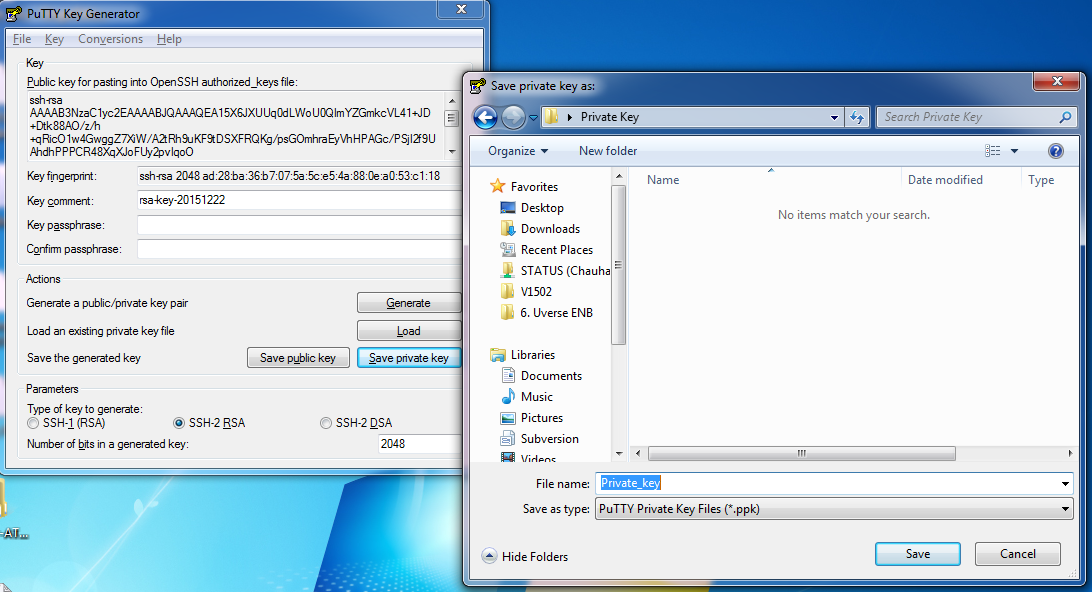 PuTTY Key Generator
File Key Conversions Help
Key
Public key for pasting into OpenSSH authorized_keys file:
ssh-rsa
AAAAB3NzaC1yc2EAAAABJQAAAQEA15X6JXUUq0dLWoU0QlmYZGmkcVL41+JD
+Dtk88AO/z/h
+qRicO1w4GwggZ7XiW/A2tRh9uKF9tDSXFRQKg/psGOmhraEyVhHPAGc/PSjI2f9U
AhdhPPPCR48XqXJoFUy2pvIqoO
Key fingerprint: ssh-rsa 2048 ad:28:ba:36:b7:07:5a:5c:e5:4a:88:0e:a0:53:c1:18
Key comment: rsa-key-20151222
Key passphrase:
Confirm passphrase:
Actions
Generate a public/private key pair Generate
Load an existing private key file Load
Save the generated key Save public key Save private key
Parameters
Type of key to generate:
SSH-1 (RSA) SSH-2 RSA SSH-2 DSA
Number of bits in a generated key: 2048
-AT...
Save private key as:
Private Key Search Private Key
Organize New folder
Name Date modified Type
No items match your search.
Favorites
Desktop
Downloads
Recent Places
STATUS (Chauha
V1502
6. Uverse ENB
Libraries
Documents
Music
Pictures
Subversion
Videos
File name: Private_key
Save as type: PuTTY Private Key Files (*.ppk)
Hide Folders Save Cancel